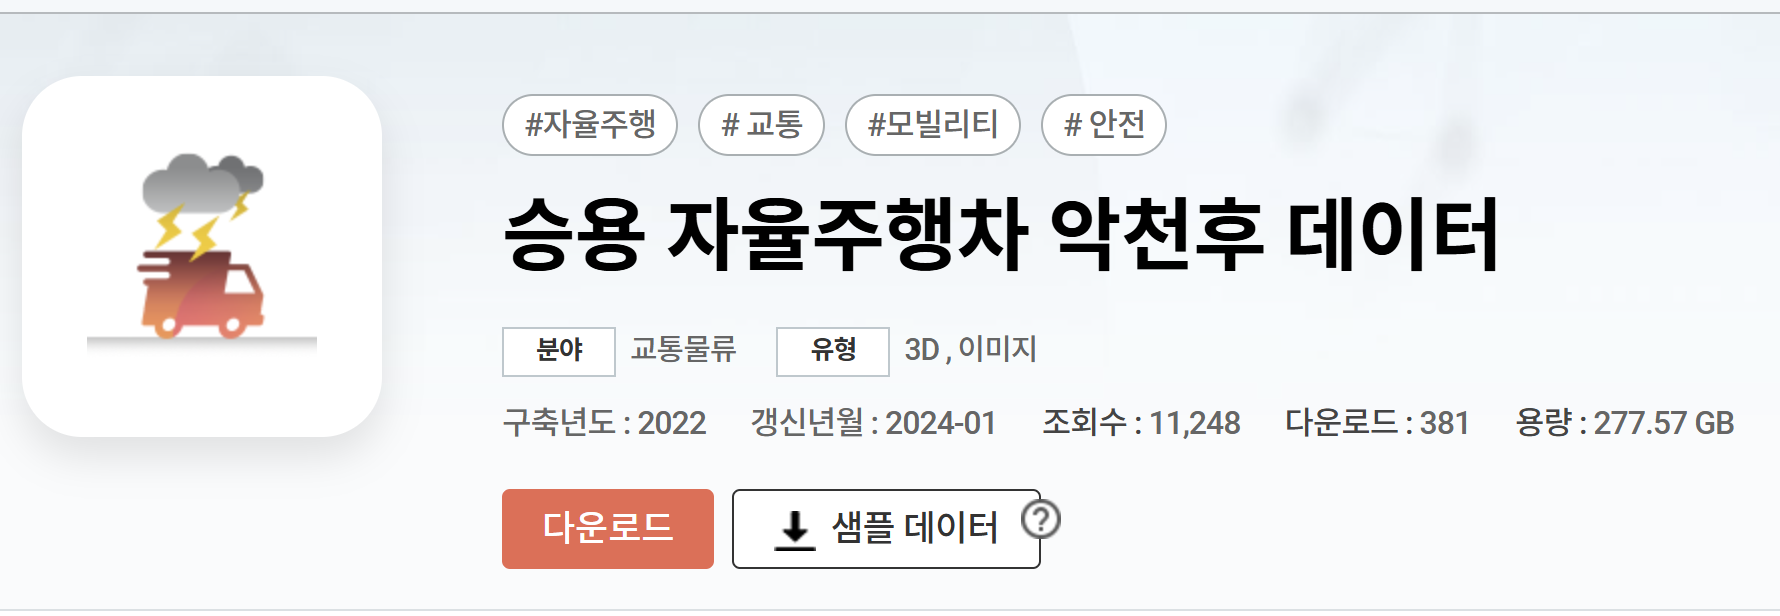 #자율주행 # 교통 #모빌리티 # 안전
승용 자율주행차 악천후 데이터
분야 교통물류 유형 3D , 이미지
구축년도 : 2022 갱신년월 : 2024-01 조회수 : 11,248 다운로드 : 381 용량 : 277.57 GB
다운로드 샘플 데이터 ?